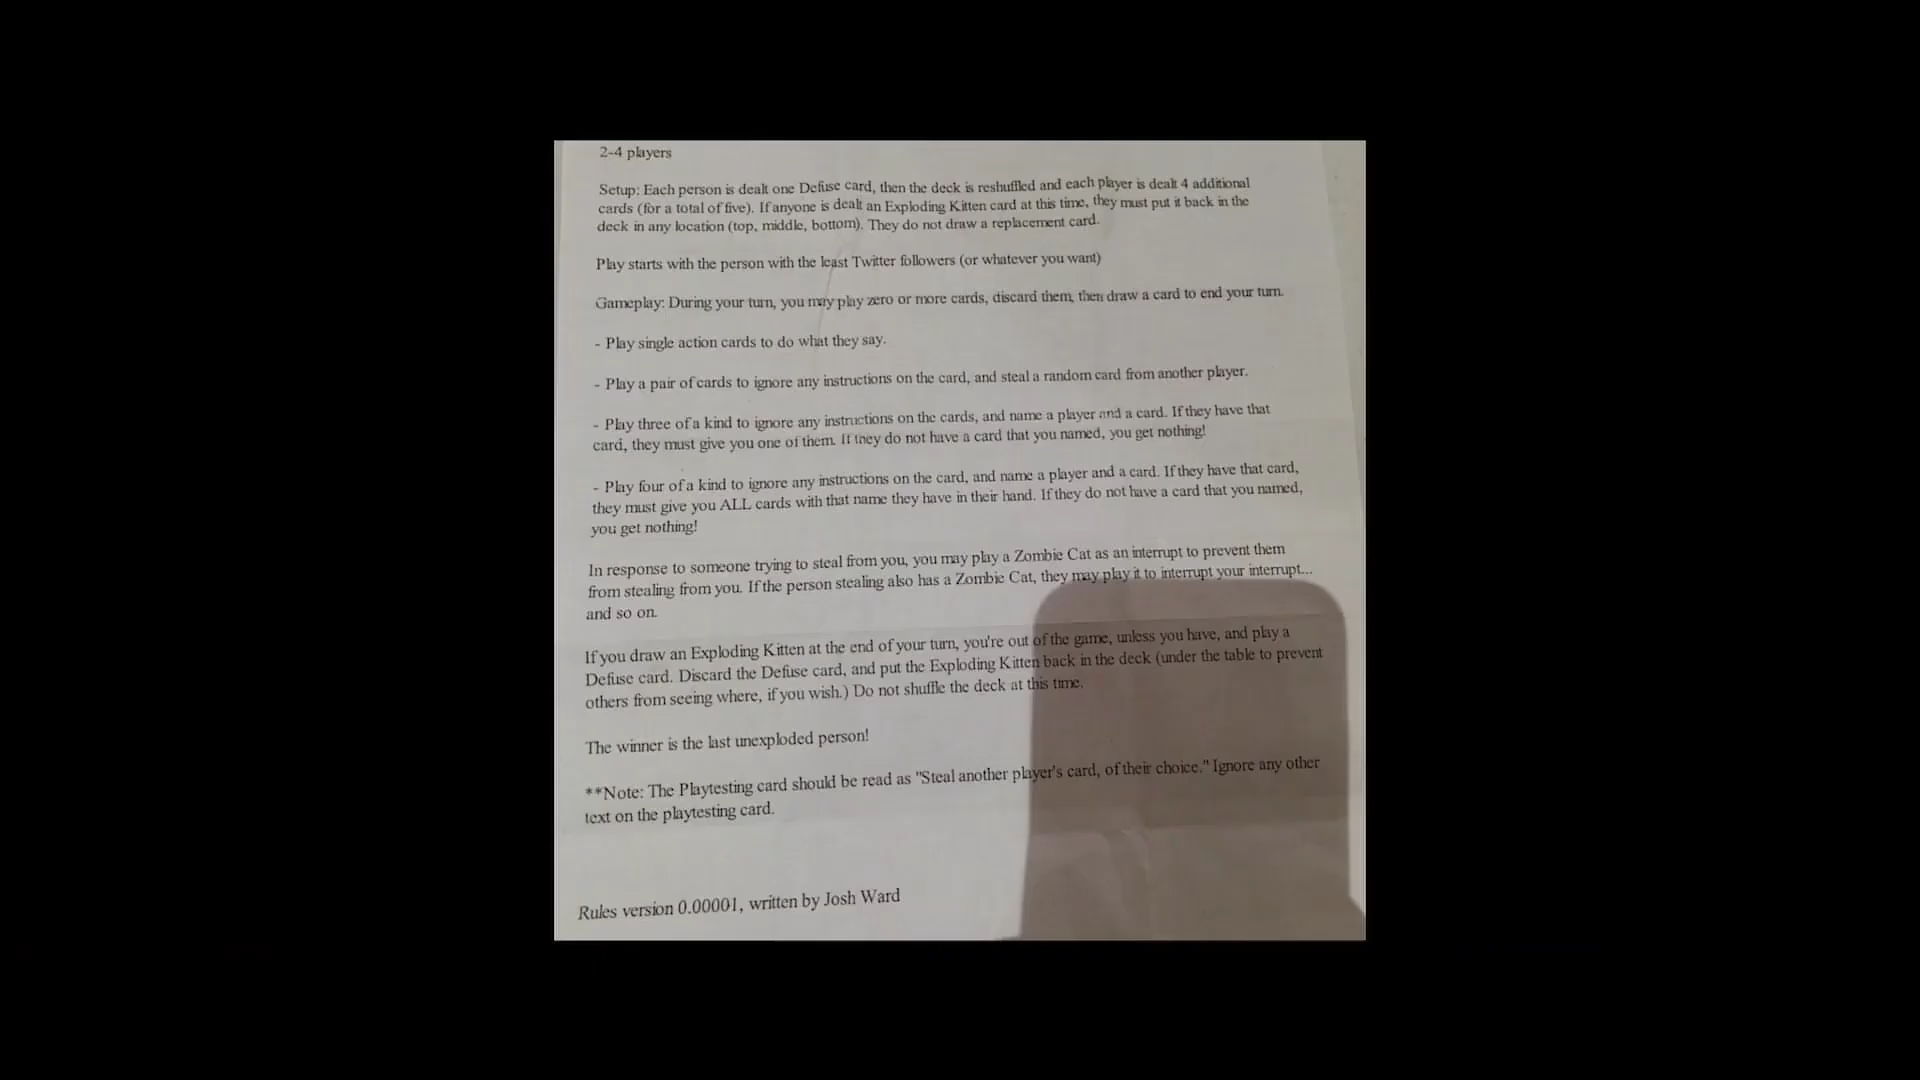 2-4 players
Setup: Each person is dealt one Defuse card, then the deck is reshuffled and each player is dealt 4 additional
cards (for a total of five). If anyone is dealt an Exploding Kitten card at this time, they must put it back in the
deck in any location (top, middle, bottom). They do not draw a replacement card.
Play starts with the person with the least Twitter followers (or whatever you want)
Gameplay: During your turn, you may play zero or more cards, discard them, then draw a card to end your turn.
- Play single action cards to do what they say.
- Play a pair of cards to ignore any instructions on the card, and steal a random card from another player.
- Play three of a kind to ignore any instructions on the cards, and name a player and a card. If they have that
card, they must give you one of them. If they do not have a card that you named, you get nothing!
- Play four of a kind to ignore any instructions on the card, and name a player and a card. If they have that card,
they must give you ALL cards with that name they have in their hand. If they do not have a card that you named,
you get nothing!
In response to someone trying to steal from you, you may play a Zombie Cat as an interrupt to prevent them
from stealing from you. If the person stealing also has a Zombie Cat, they may play it to interrupt your interrupt...
and so on.
If you draw an Exploding Kitten at the end of your turn, you're out of the game, unless you have, and play a
Defuse card. Discard the Defuse card, and put the Exploding Kitten back in the deck (under the table to prevent
others from seeing where, if you wish.) Do not shuffle the deck at this time.
The winner is the last unexploded person!
**Note: The Playtesting card should be read as "Steal another player's card, of their choice." Ignore any other
text on the playtesting card.
Rules version 0.00001, written by Josh Ward